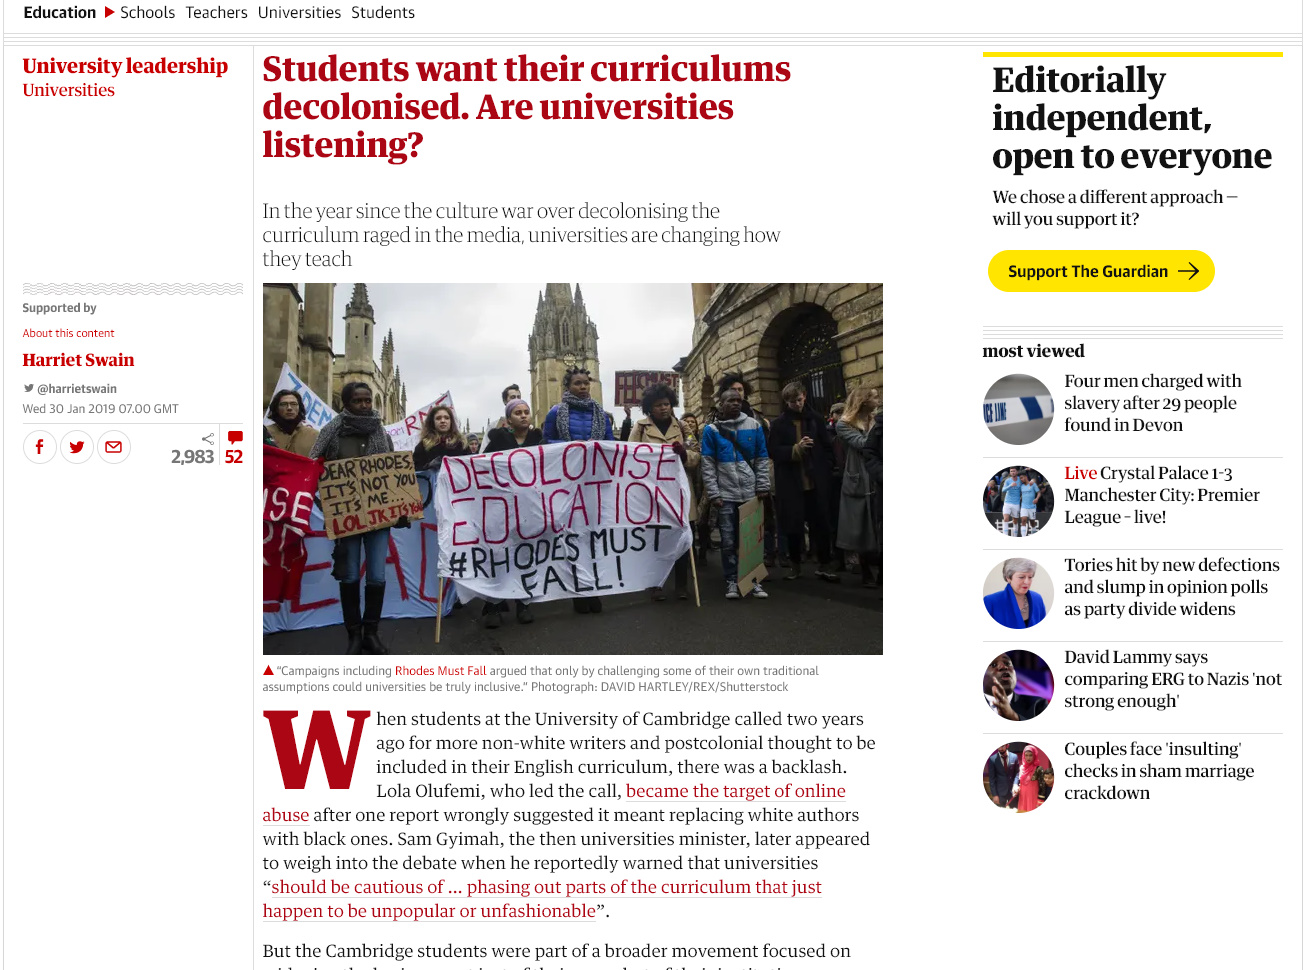 Education Schools Teachers Universities Students
University leadership
Universities
Supported by
About this content
Harriet Swain
@harrietswain
Wed 30 Jan 2019 07.00 GMT
2,983 52
Students want their curriculums
decolonised. Are universities
listening?
In the year since the culture war over decolonising the
curriculum raged in the media, universities are changing how
they teach
DEAR RHODES,
IT'S NOT YOU
IT'S ME...
LOL JK IT'S YOU
DECOLONISE
EDUCATION
#RHODES MUST
FALL!
"Campaigns including Rhodes Must Fall argued that only by challenging some of their own traditional
assumptions could universities be truly inclusive." Photograph: DAVID HARTLEY/REX/Shutterstock
When students at the University of Cambridge called two years
ago for more non-white writers and postcolonial thought to be
included in their English curriculum, there was a backlash.
Lola Olufemi, who led the call, became the target of online
abuse after one report wrongly suggested it meant replacing white authors
with black ones. Sam Gyimah, the then universities minister, later appeared
to weigh into the debate when he reportedly warned that universities
“should be cautious of ... phasing out parts of the curriculum that just
happen to be unpopular or unfashionable”.
But the Cambridge students were part of a broader movement focused on
Editorially
independent,
open to everyone
We chose a different approach —
will you support it?
Support The Guardian
most viewed
Four men charged with
slavery after 29 people
found in Devon
Live Crystal Palace 1-3
Manchester City: Premier
League – live!
Tories hit by new defections
and slump in opinion polls
as party divide widens
David Lammy says
comparing ERG to Nazis 'not
strong enough'
Couples face 'insulting'
checks in sham marriage
crackdown